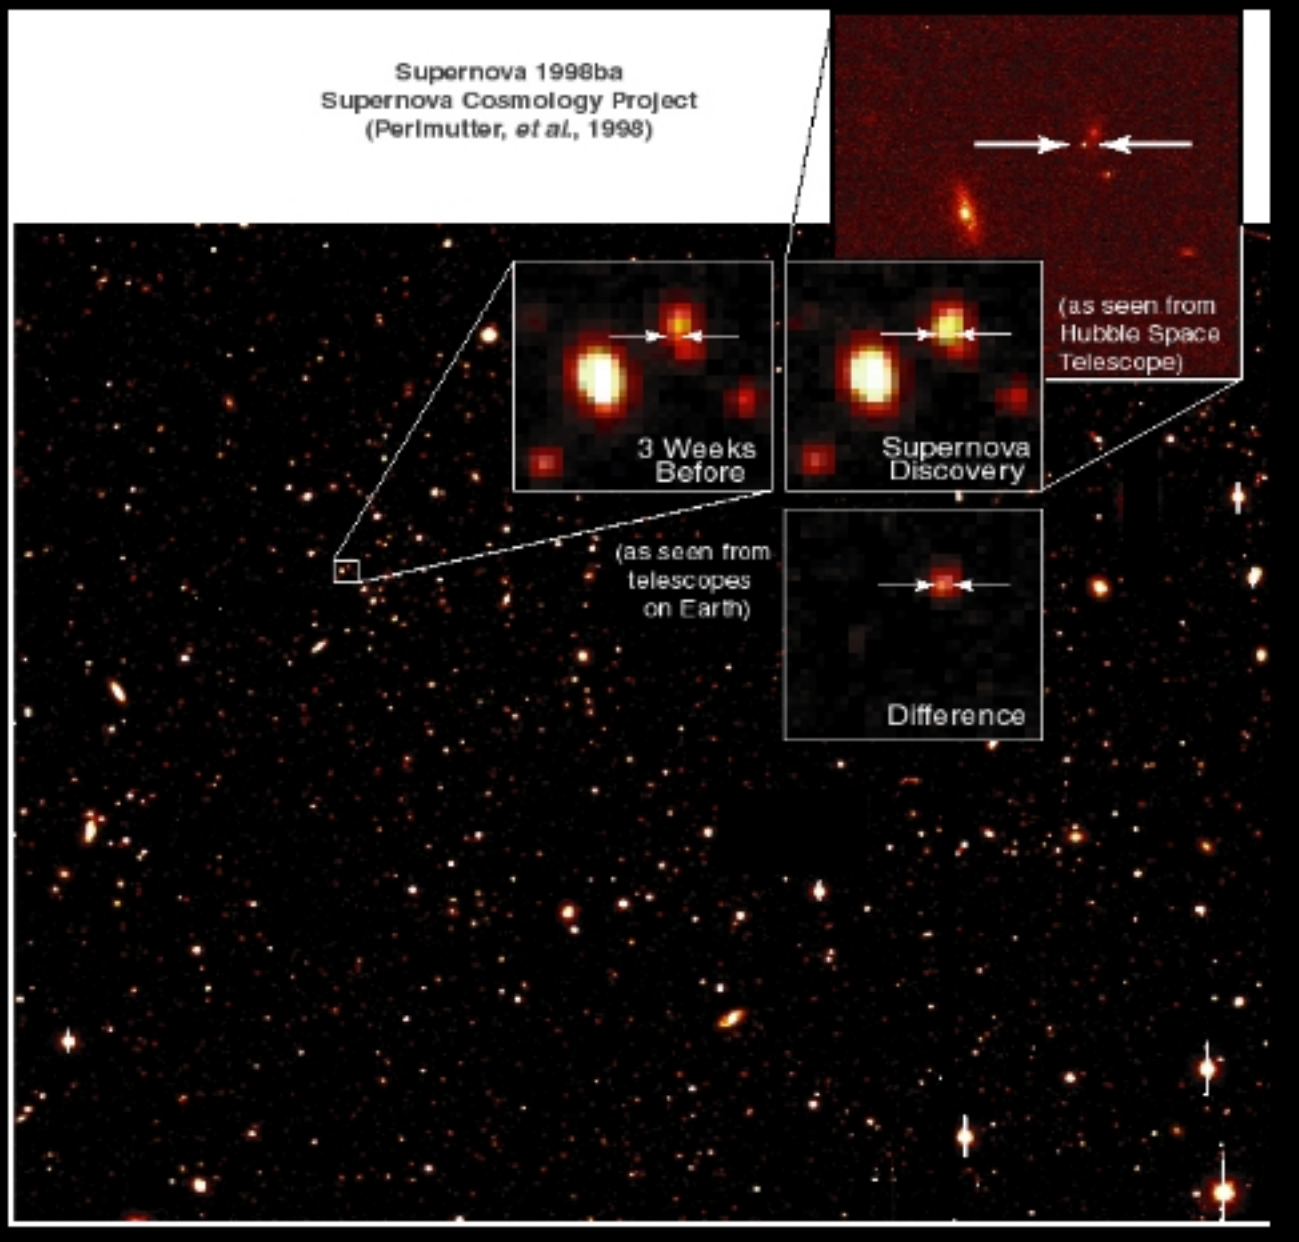 Supernova 1998ba
Supernova Cosmology Project
(Perlmutter, et al., 1998)
(as seen from
Hubble Space
Telescope)
3 Weeks
Before
Supernova
Discovery
(as seen from
telescopes
on Earth)
Difference